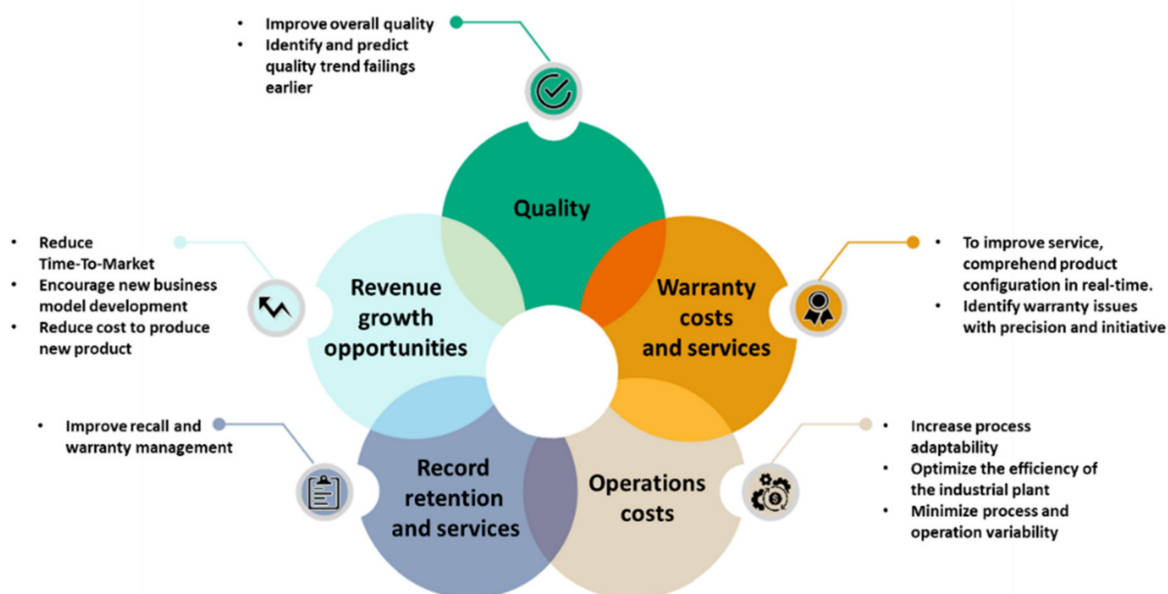 • Improve overall quality
• Identify and predict
quality trend failings
earlier
Quality
• Reduce
Time-To-Market
• Encourage new business
model development
• Reduce cost to produce
new product
Revenue
growth
opportunities
Warranty
costs
and services
• To improve service,
comprehend product
configuration in real-time.
• Identify warranty issues
with precision and initiative
• Improve recall and
warranty management
Record
retention
and services
Operations
costs
• Increase process
adaptability
• Optimize the efficiency of
the industrial plant
• Minimize process and
operation variability
$